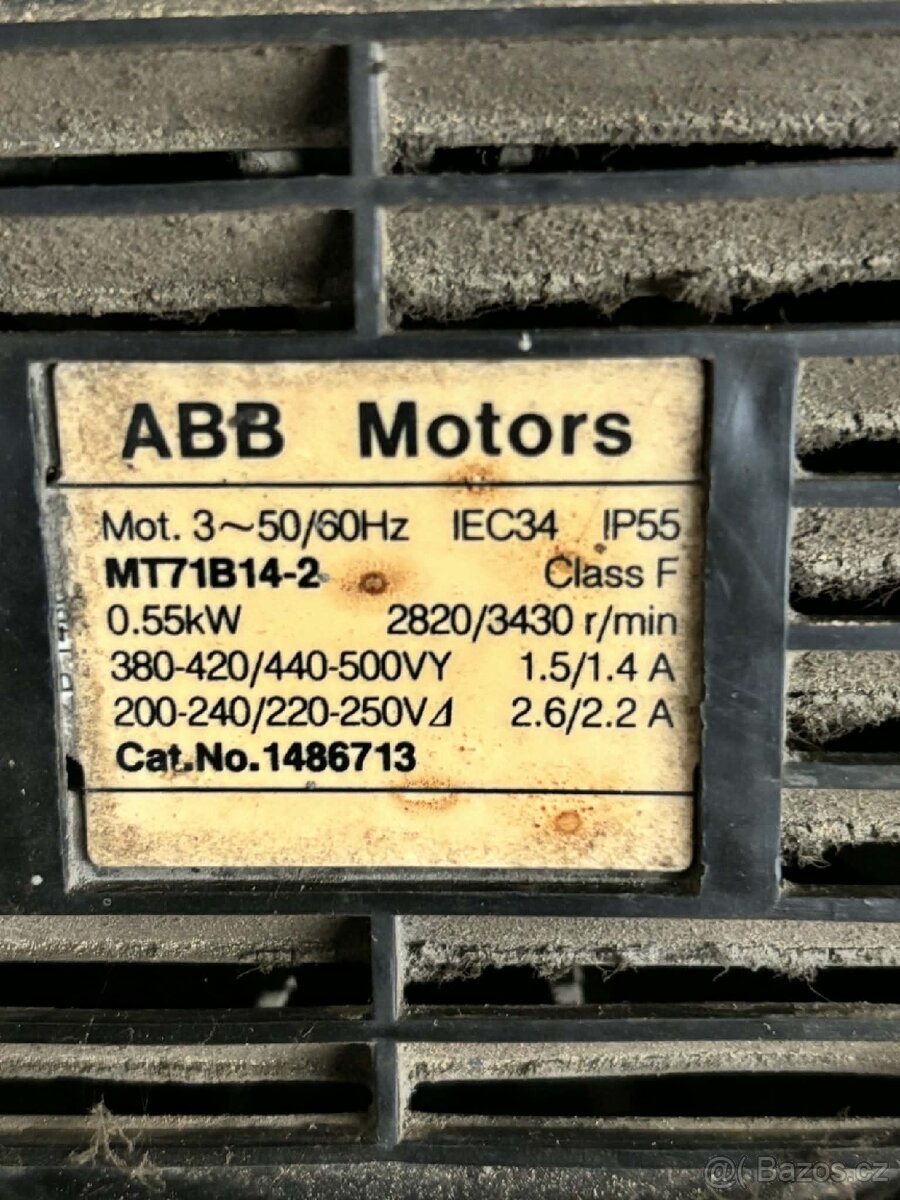 ABB Motors
Mot. 3~50/60Hz IEC34 IP55
MT71B14-2 Class F
0.55kW 2820/3430 r/min
380-420/440-500VY 1.5/1.4 A
200-240/220-250VΔ 2.6/2.2 A
Cat.No.1486713
@( Bazos.cz